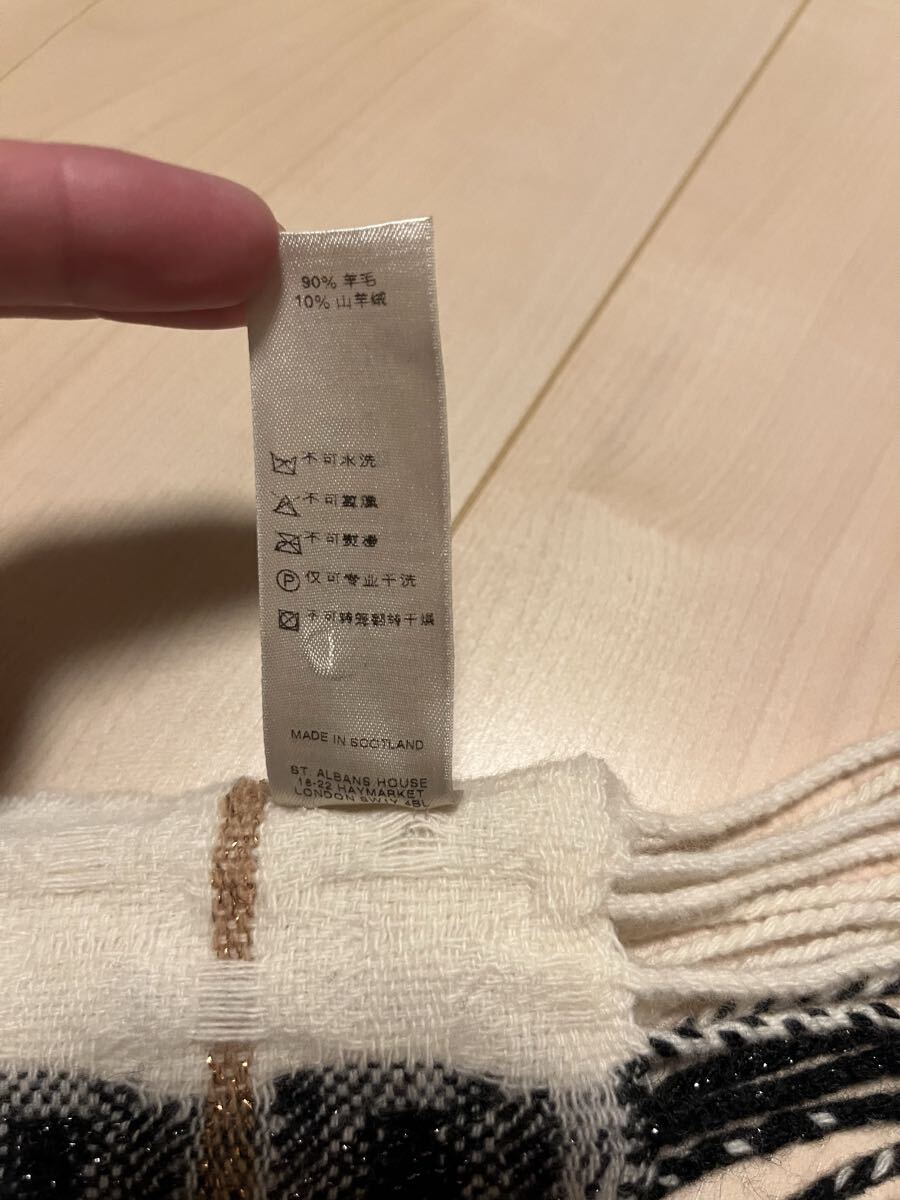 90% 羊毛
10% 山羊绒
不可水洗
不可氯漂
不可熨烫
P 仅可专业干洗
不可转笼翻转干燥
MADE IN SCOTLAND
ST. ALBANS HOUSE
18-22 HAYMARKET
LONDON SW1Y 4BL